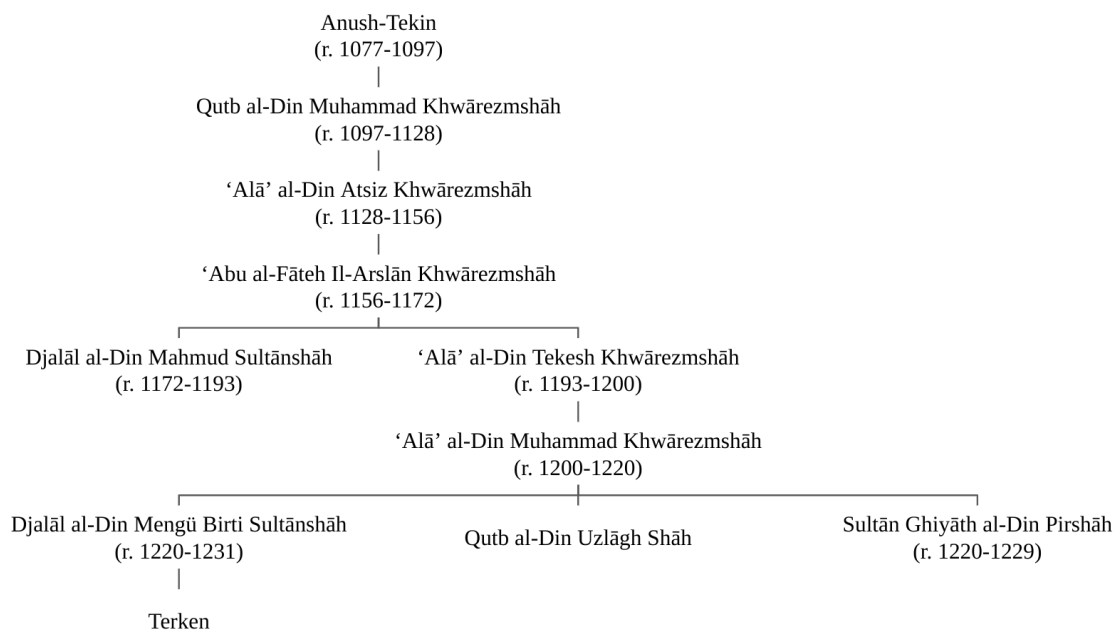 Anush-Tekin
(r. 1077-1097)
Qutb al-Din Muhammad Khwārezmshāh
(r. 1097-1128)
‘Alā’ al-Din Atsiz Khwārezmshāh
(r. 1128-1156)
‘Abu al-Fāteh Il-Arslān Khwārezmshāh
(r. 1156-1172)
Djalāl al-Din Mahmud Sultānshāh
(r. 1172-1193)
‘Alā’ al-Din Tekesh Khwārezmshāh
(r. 1193-1200)
‘Alā’ al-Din Muhammad Khwārezmshāh
(r. 1200-1220)
Djalāl al-Din Mengü Birti Sultānshāh
(r. 1220-1231)
Qutb al-Din Uzlāgh Shāh
Sultān Ghiyāth al-Din Pirshāh
(r. 1220-1229)
Terken